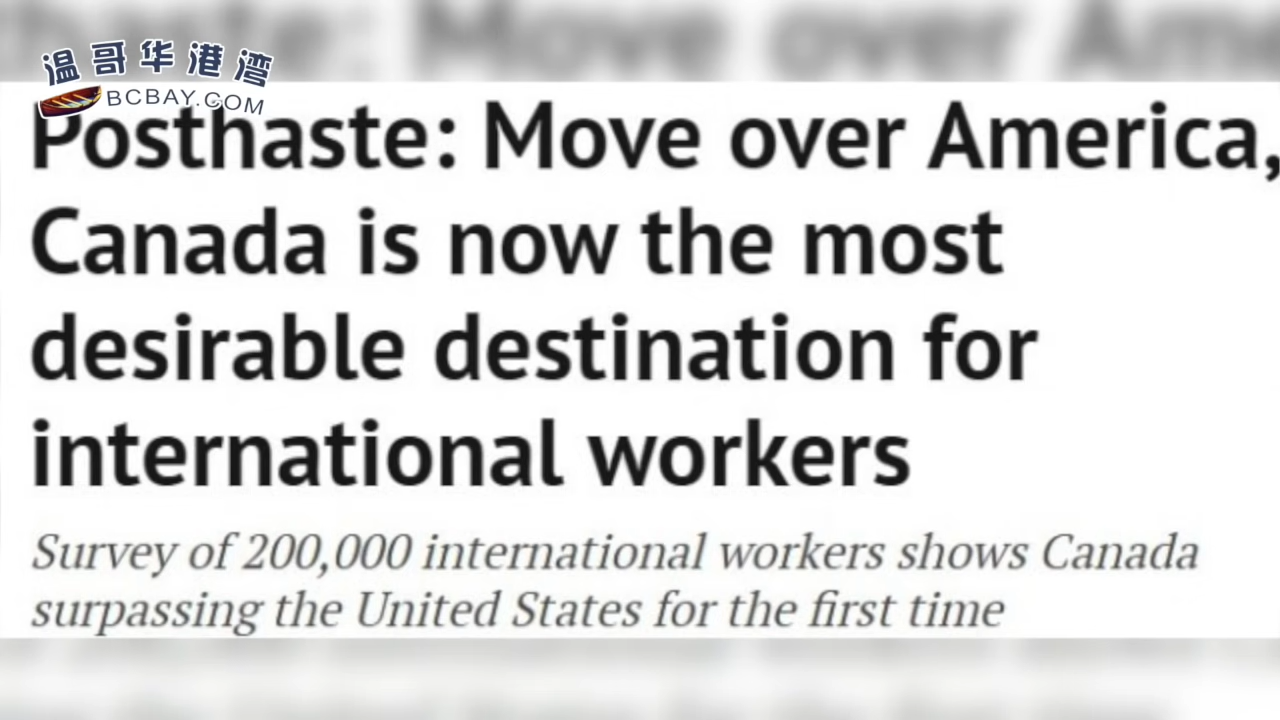 温哥华港湾
BCBAY.COM
Posthaste: Move over America,
Canada is now the most
desirable destination for
international workers
Survey of 200,000 international workers shows Canada
surpassing the United States for the first time